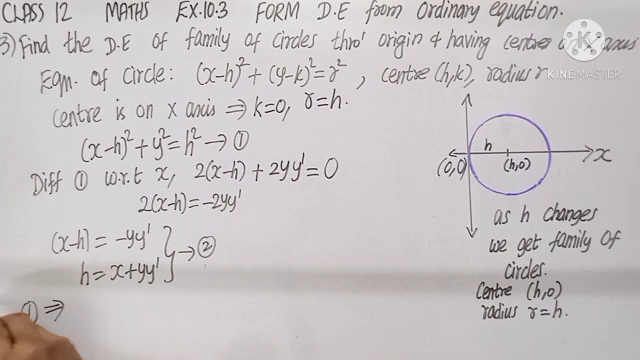 CLASS 12 MATHS EX.10.3 FORM D.E from Ordinary equation.
3) Find the D.E of family of circles thro' origin & having centre on x axis
KINEMASTER
Eqn. of Circle: (x-h)² + (y-k)² = r², centre (h,k), radius r
centre is on x axis ⇒ k=0, r=h.
(x-h)² + y² = h² → ①
Diff ① w.r.t x, 2(x-h) + 2yy' = 0
2(x-h) = -2yy'
(x-h) = -yy'
h = x+yy' } → ②
① ⇒
h
(0,0) (h,0) x
as h changes
we get family of
circles.
Centre (h,0)
radius r=h.